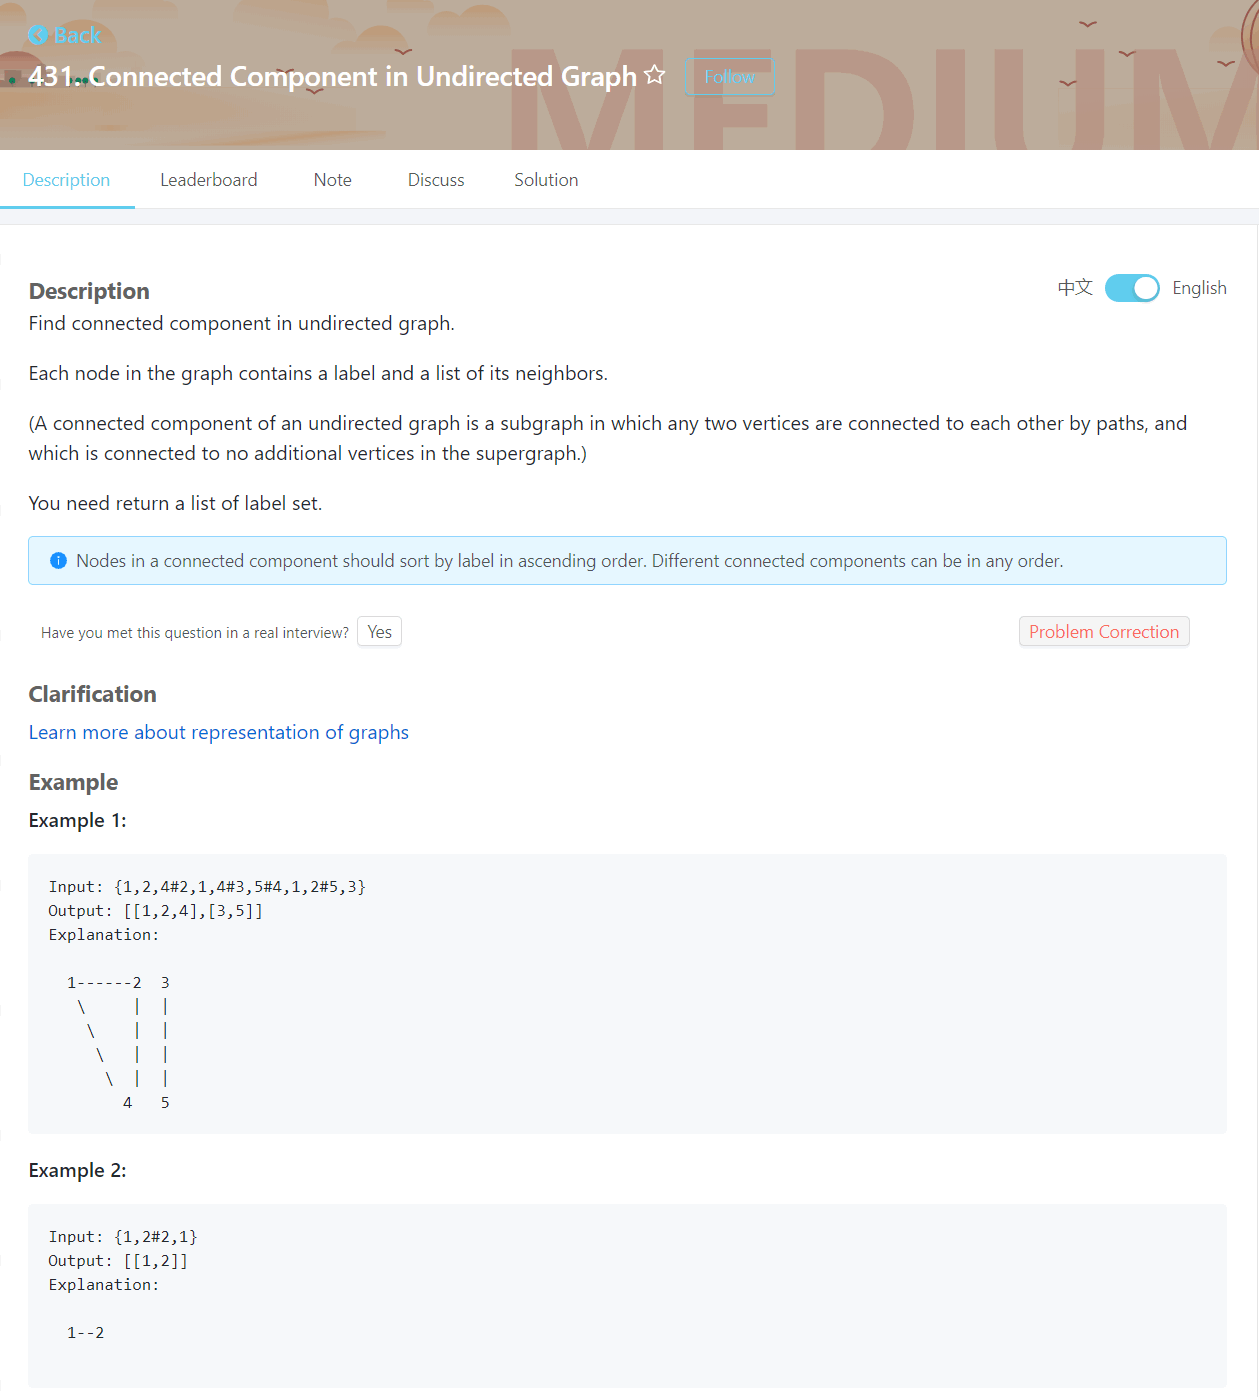 Back
431. Connected Component in Undirected Graph
Follow
MEDIUM
Description Leaderboard Note Discuss Solution
Description
中文 English
Find connected component in undirected graph.
Each node in the graph contains a label and a list of its neighbors.
(A connected component of an undirected graph is a subgraph in which any two vertices are connected to each other by paths, and
which is connected to no additional vertices in the supergraph.)
You need return a list of label set.
Nodes in a connected component should sort by label in ascending order. Different connected components can be in any order.
Have you met this question in a real interview? Yes
Problem Correction
Clarification
Learn more about representation of graphs
Example
Example 1:
Input: {1,2,4#2,1,4#3,5#4,1,2#5,3}
Output: [[1,2,4],[3,5]]
Explanation:
  1------2  3
   \     |  |
    \    |  |
     \   |  |
      \  |  |
        4   5
Example 2:
Input: {1,2#2,1}
Output: [[1,2]]
Explanation:
  1--2